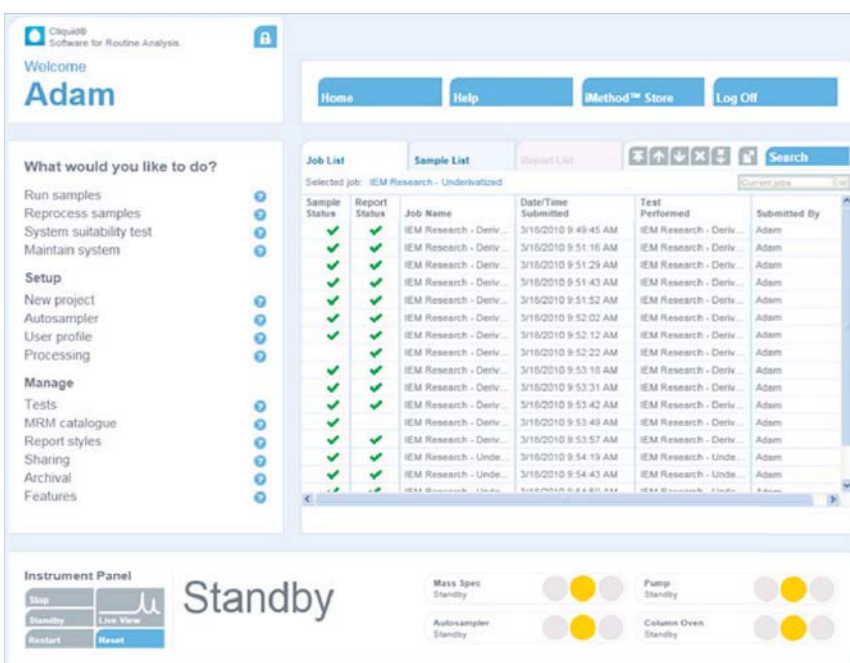 Cliquid®
Software for Routine Analysis
Welcome
Adam
Home
Help
iMethod™ Store
Log Off
What would you like to do?
Run samples
Reprocess samples
System suitability test
Maintain system
Setup
New project
Autosampler
User profile
Processing
Manage
Tests
MRM catalogue
Report styles
Sharing
Archival
Features
Job List
Sample List
Report List
Search
Selected job: IEM Research - Underivatized
Current jobs
Sample Status
Report Status
Job Name
Date/Time Submitted
Test Performed
Submitted By
IEM Research - Deriv... 3/18/2010 9:49:45 AM IEM Research - Deriv... Adam
IEM Research - Deriv... 3/18/2010 9:51:16 AM IEM Research - Deriv... Adam
IEM Research - Deriv... 3/18/2010 9:51:29 AM IEM Research - Deriv... Adam
IEM Research - Deriv... 3/18/2010 9:51:43 AM IEM Research - Deriv... Adam
IEM Research - Deriv... 3/18/2010 9:51:52 AM IEM Research - Deriv... Adam
IEM Research - Deriv... 3/18/2010 9:52:02 AM IEM Research - Deriv... Adam
IEM Research - Deriv... 3/18/2010 9:52:12 AM IEM Research - Deriv... Adam
IEM Research - Deriv... 3/18/2010 9:52:22 AM IEM Research - Deriv... Adam
IEM Research - Deriv... 3/18/2010 9:53:18 AM IEM Research - Deriv... Adam
IEM Research - Deriv... 3/18/2010 9:53:31 AM IEM Research - Deriv... Adam
IEM Research - Deriv... 3/18/2010 9:53:42 AM IEM Research - Deriv... Adam
IEM Research - Deriv... 3/18/2010 9:53:49 AM IEM Research - Deriv... Adam
IEM Research - Deriv... 3/18/2010 9:53:57 AM IEM Research - Deriv... Adam
IEM Research - Unde... 3/18/2010 9:54:19 AM IEM Research - Unde... Adam
IEM Research - Unde... 3/18/2010 9:54:43 AM IEM Research - Unde... Adam
Instrument Panel
Stop
Standby
Live View
Restart
Reset
Standby
Mass Spec
Standby
Pump
Standby
Autosampler
Standby
Column Oven
Standby